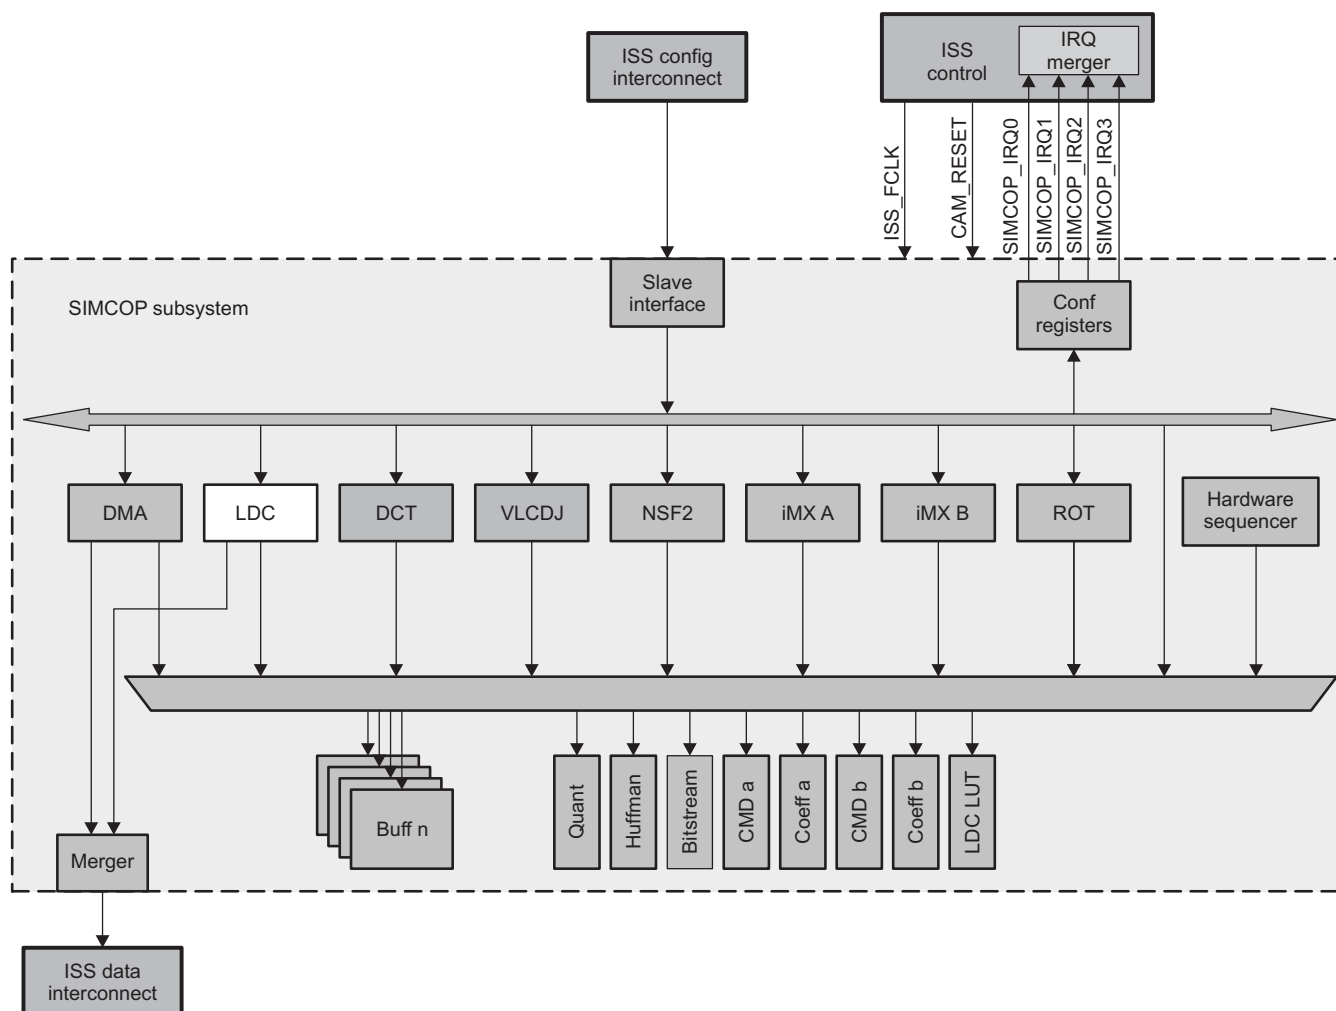 ISS config
interconnect
ISS
control
IRQ
merger
ISS_FCLK
CAM_RESET
SIMCOP_IRQ0
SIMCOP_IRQ1
SIMCOP_IRQ2
SIMCOP_IRQ3
SIMCOP subsystem
Slave
interface
Conf
registers
DMA
LDC
DCT
VLCDJ
NSF2
iMX A
iMX B
ROT
Hardware
sequencer
Buff n
Quant
Huffman
Bitstream
CMD a
Coeff a
CMD b
Coeff b
LDC LUT
Merger
ISS data
interconnect